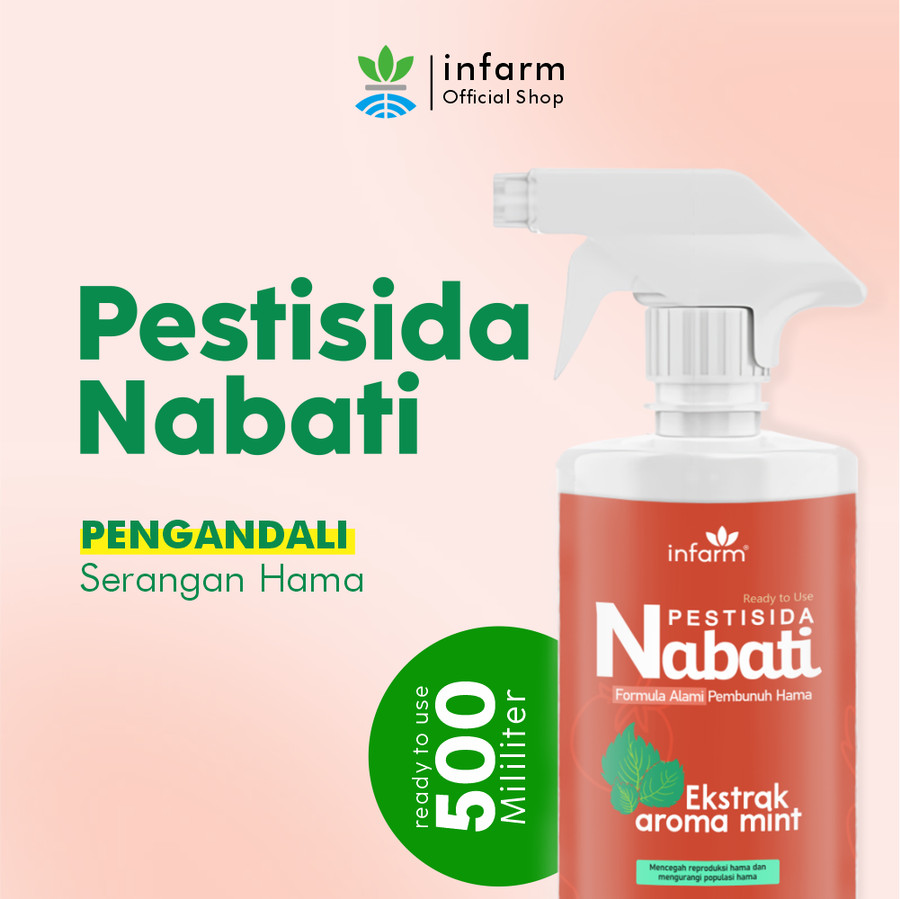 infarm
Official Shop
Pestisida
Nabati
PENGANDALI
Serangan Hama
ready to use
500
Mililiter
infarm®
Ready to Use
PESTISIDA
Nabati
Formula Alami Pembunuh Hama
Ekstrak
aroma mint
Mencegah reproduksi hama dan
mengurangi populasi hama